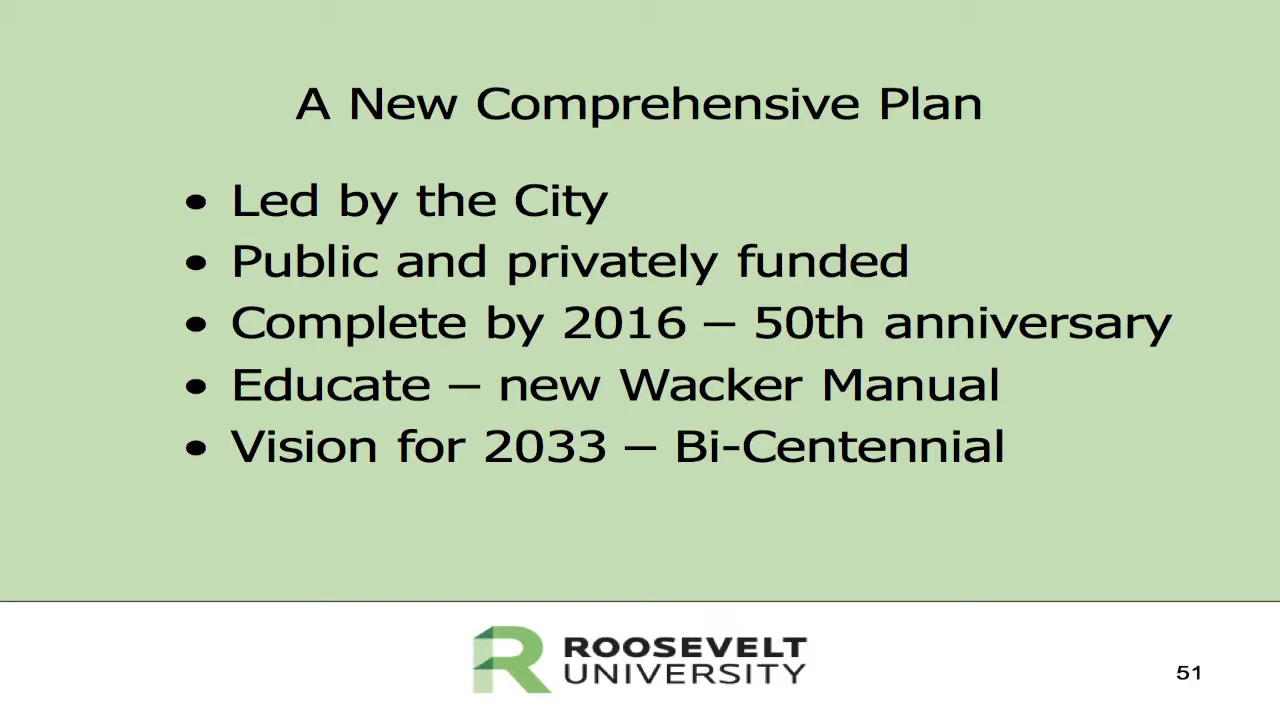 A New Comprehensive Plan
• Led by the City
• Public and privately funded
• Complete by 2016 – 50th anniversary
• Educate – new Wacker Manual
• Vision for 2033 – Bi-Centennial
ROOSEVELT
UNIVERSITY
51